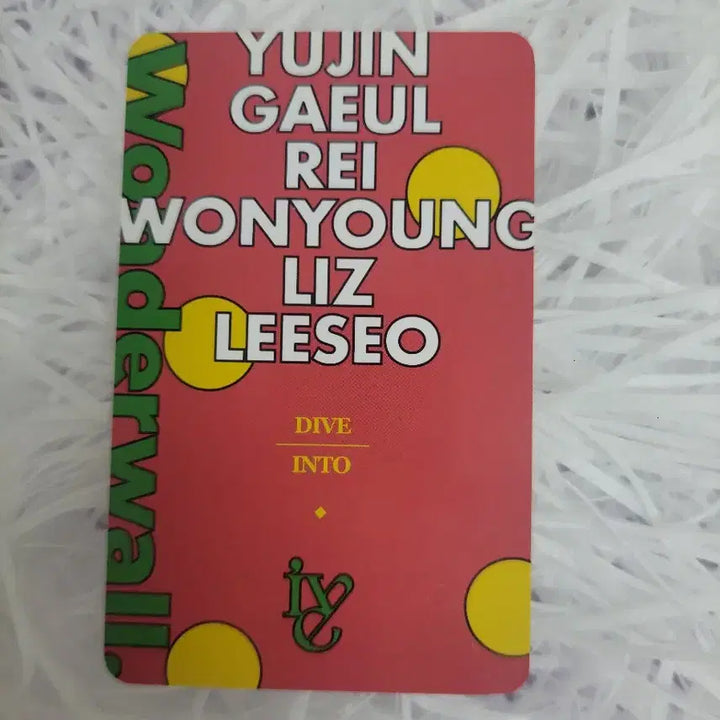 YUJIN
GAEUL
REI
WONYOUNG
LIZ
LEESEO
Wonderwall.
DIVE
INTO
ive